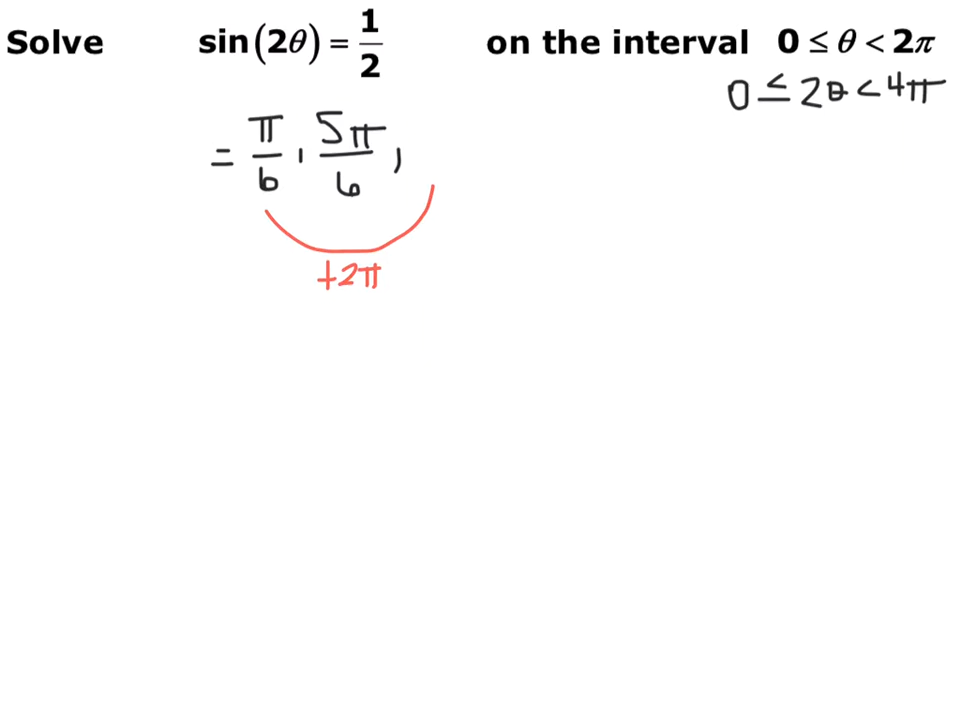 Solve sin(2θ) = 1/2 on the interval 0 ≤ θ < 2π
0 ≤ 2θ < 4π
= π/6 , 5π/6 ,
+2π